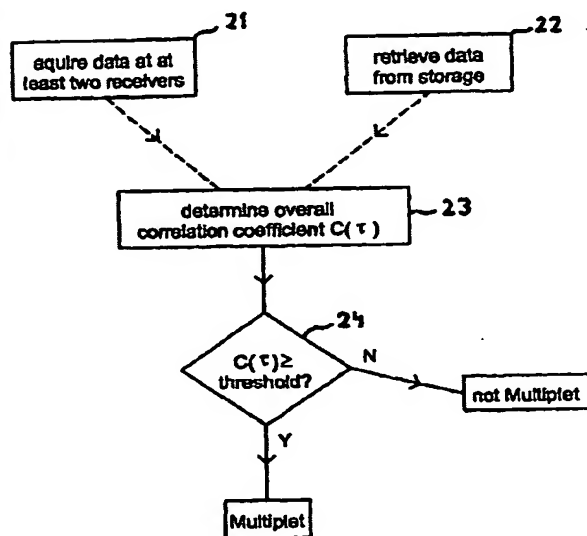 21
aquire data at at
least two receivers
22
retrieve data
from storage
determine overall
correlation coefficient C(τ)
23
24
C(τ)≥
threshold?
N
not Multiplet
Y
Multiplet